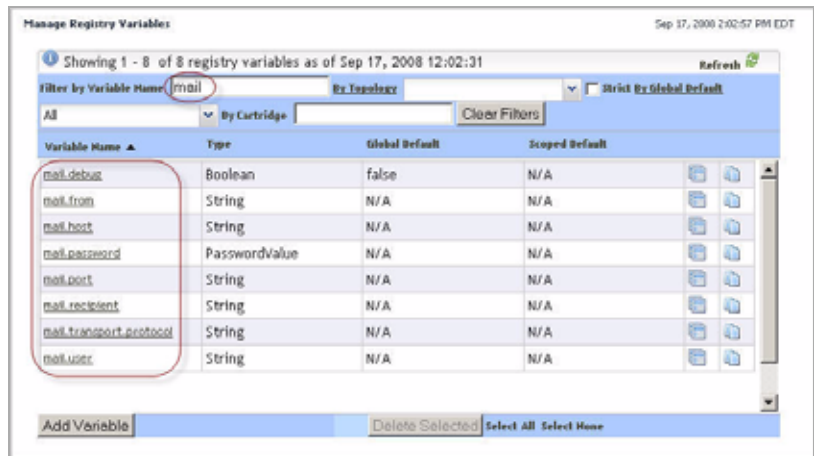 Manage Registry Variables Sep 17, 2008 2:02:57 PM EDT
Showing 1 - 8 of 8 registry variables as of Sep 17, 2008 12:02:31 Refresh
Filter by Variable Name mail By Topology Strict By Global Default
All By Cartridge Clear Filters
Variable Name ▲ Type Global Default Scoped Default
mail.debug Boolean false N/A
mail.from String N/A N/A
mail.host String N/A N/A
mail.password PasswordValue N/A N/A
mail.port String N/A N/A
mail.recipient String N/A N/A
mail.transport.protocol String N/A N/A
mail.user String N/A N/A
Add Variable Delete Selected Select All Select None